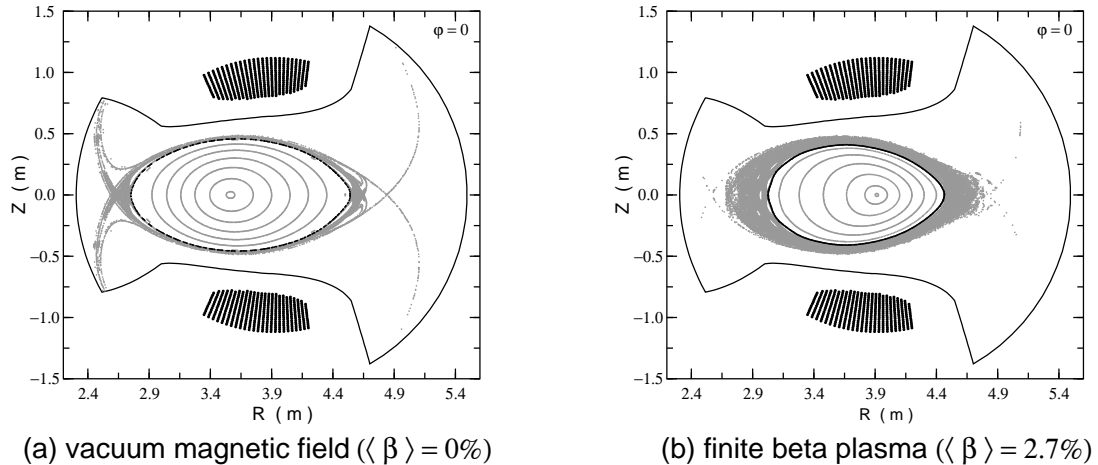 φ = 0
1.5
1.0
0.5
0.0
−0.5
−1.0
−1.5
Z (m)
2.4 2.9 3.4 3.9 4.4 4.9 5.4
R (m)
(a) vacuum magnetic field (⟨ β ⟩ = 0%)
φ = 0
1.5
1.0
0.5
0.0
−0.5
−1.0
−1.5
Z (m)
2.4 2.9 3.4 3.9 4.4 4.9 5.4
R (m)
(b) finite beta plasma (⟨ β ⟩ = 2.7%)